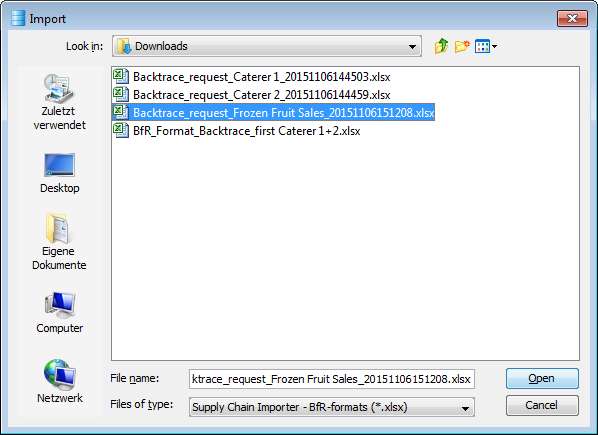 Import
Look in:
Downloads
Zuletzt
verwendet
Desktop
Eigene
Dokumente
Computer
Netzwerk
Backtrace_request_Caterer 1_20151106144503.xlsx
Backtrace_request_Caterer 2_20151106144459.xlsx
Backtrace_request_Frozen Fruit Sales_20151106151208.xlsx
BfR_Format_Backtrace_first Caterer 1+2.xlsx
File name:
ktrace_request_Frozen Fruit Sales_20151106151208.xlsx
Open
Files of type:
Supply Chain Importer - BfR-formats (*.xlsx)
Cancel